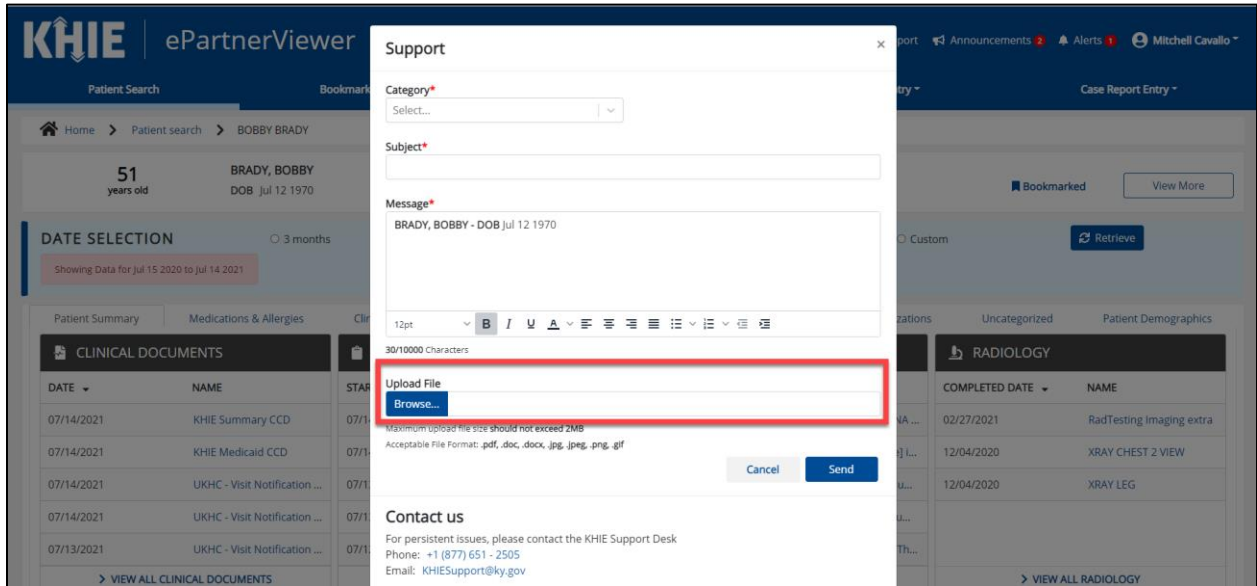 KHIE ePartnerViewer
port Announcements 2 Alerts 1 Mitchell Cavallo
Patient Search Bookmark try Case Report Entry
Home > Patient search > BOBBY BRADY
51
years old
BRADY, BOBBY
DOB Jul 12 1970
Bookmarked View More
DATE SELECTION 3 months Custom Retrieve
Showing Data for Jul 15 2020 to Jul 14 2021
Patient Summary Medications & Allergies Uncategorized Patient Demographics
CLINICAL DOCUMENTS
DATE NAME
07/14/2021 KHIE Summary CCD
07/14/2021 KHIE Medicaid CCD
07/14/2021 UKHC - Visit Notification ...
07/14/2021 UKHC - Visit Notification ...
07/13/2021 UKHC - Visit Notification ...
> VIEW ALL CLINICAL DOCUMENTS
Support ×
Category*
Select...
Subject*
Message*
BRADY, BOBBY - DOB Jul 12 1970
12pt B I U A
30/10000 Characters
Upload File
Browse...
Maximum upload file size should not exceed 2MB
Acceptable File Format: .pdf, .doc, .docx, .jpg, .jpeg, .png, .gif
Cancel Send
Contact us
For persistent issues, please contact the KHIE Support Desk
Phone: +1 (877) 651 - 2505
Email: KHIESupport@ky.gov
RADIOLOGY
COMPLETED DATE NAME
02/27/2021 RadTesting Imaging extra
12/04/2020 XRAY CHEST 2 VIEW
12/04/2020 XRAY LEG
> VIEW ALL RADIOLOGY